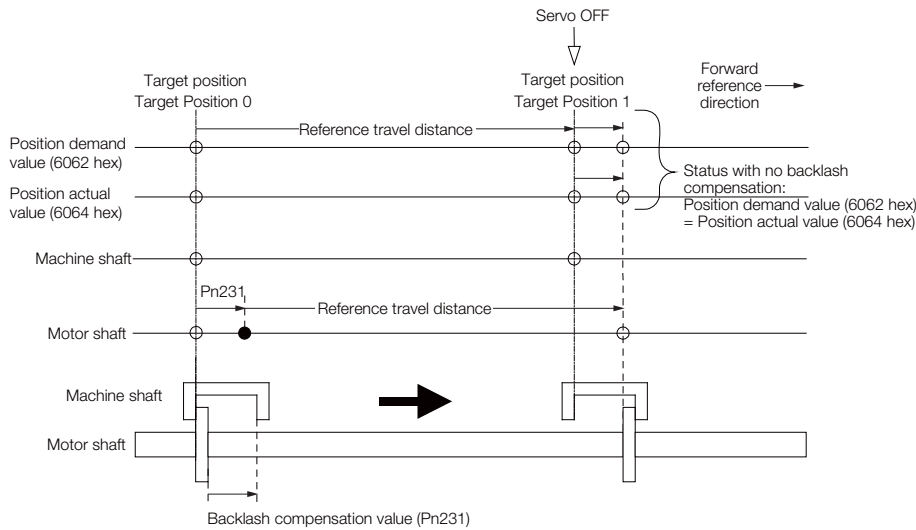 Servo OFF
Target position
Target Position 0
Target position
Target Position 1
Forward
reference
direction
Reference travel distance
Position demand
value (6062 hex)
Position actual
value (6064 hex)
Status with no backlash
compensation:
Position demand value (6062 hex)
= Position actual value (6064 hex)
Machine shaft
Pn231
Reference travel distance
Motor shaft
Machine shaft
Motor shaft
Backlash compensation value (Pn231)